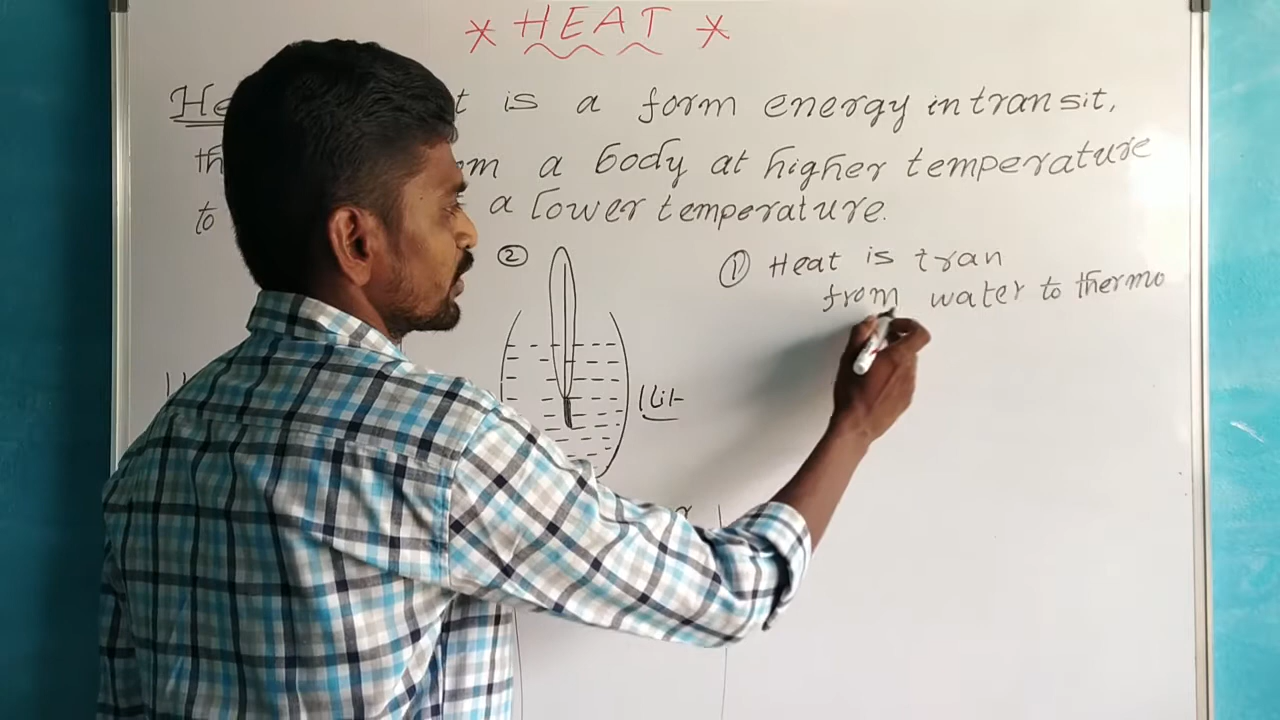 * HEAT *
is a form energy in transit,
a body at higher temperature
to a lower temperature.
②
① Heat is tran
from water to thermo
1 Lit